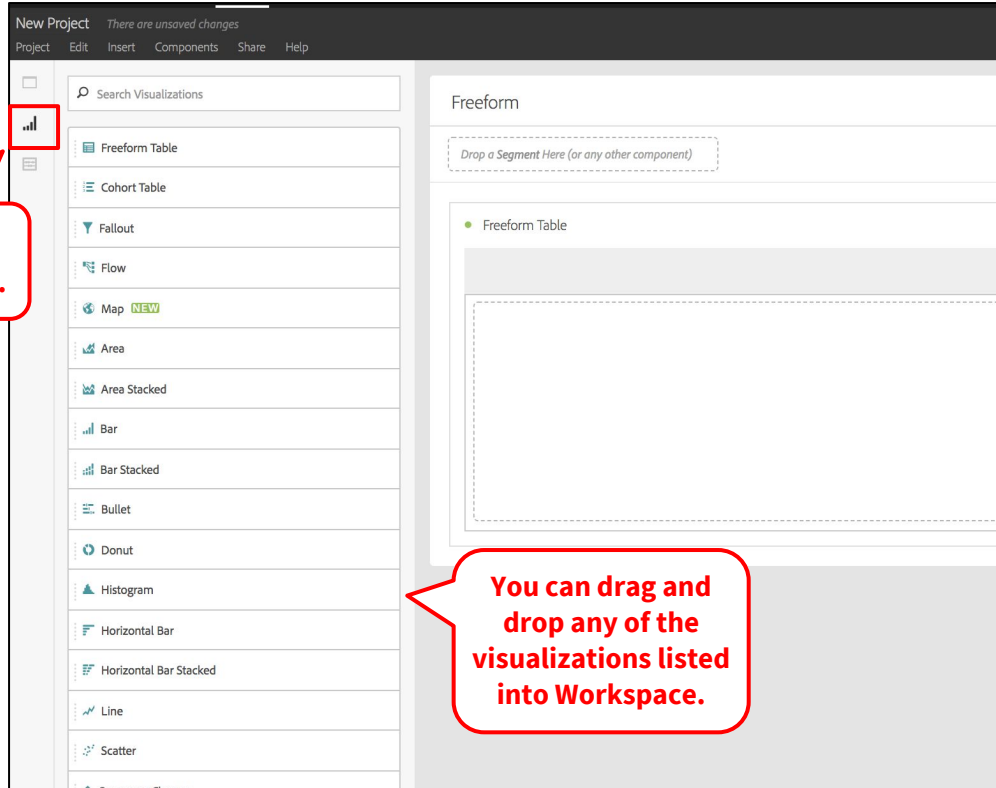 New Project There are unsaved changes
Project Edit Insert Components Share Help
Search Visualizations
Freeform Table
Cohort Table
Fallout
Flow
Map NEW
Area
Area Stacked
Bar
Bar Stacked
Bullet
Donut
Histogram
Horizontal Bar
Horizontal Bar Stacked
Line
Scatter
Freeform
Drop a Segment Here (or any other component)
Freeform Table
You can drag and
drop any of the
visualizations listed
into Workspace.